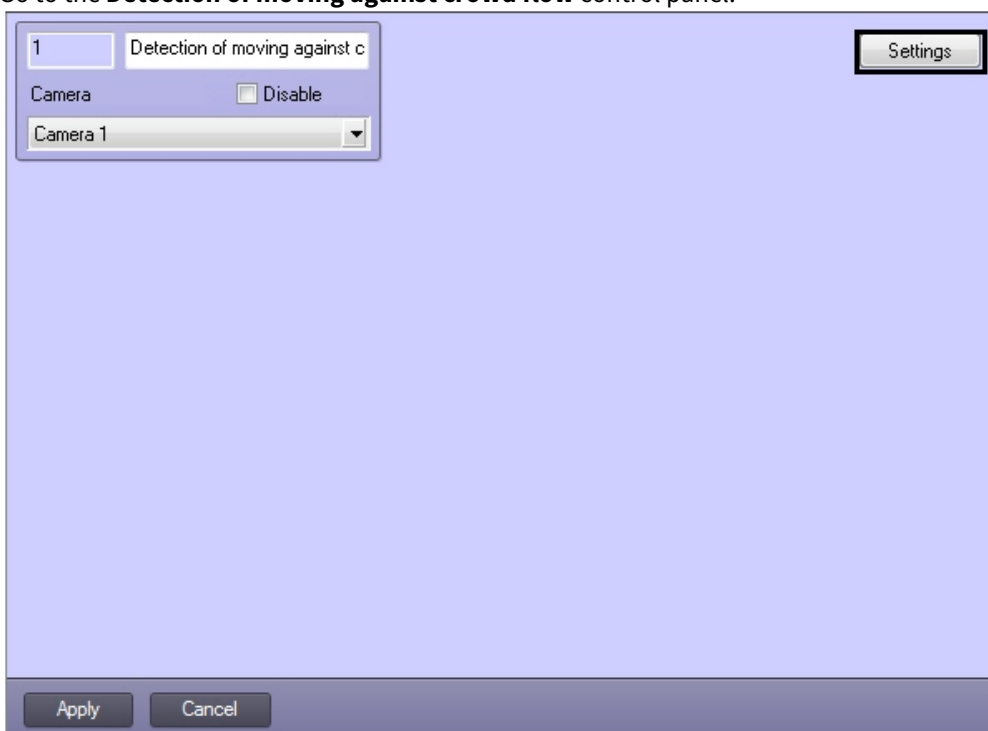 Go to the Detection of moving against crowd flow control panel.
1 Detection of moving against c
Settings
Camera Disable
Camera 1
Apply Cancel